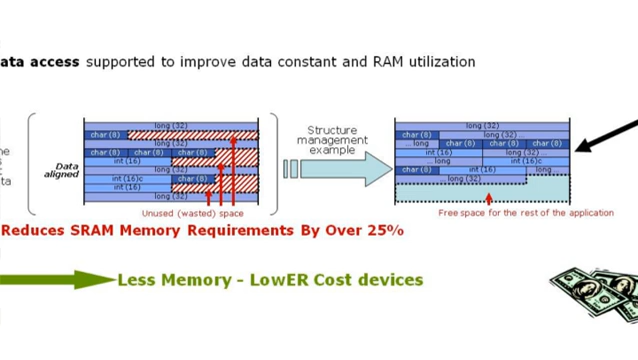 ata access supported to improve data constant and RAM utilization
long (32)
char (8)
long (32)
char (8) char (8) char (8)
int (16)
long (32)
int (16)c char (8)
int (16)
long (32)
Data
aligned
ta
Unused (wasted) space
Structure
management
example
long (32)
char (8) long (32) ...
... long char (8) char (8) char (8)
int (16) long (32) ...
... long int (16)c
char (8) int (16) long...
...long (32)
Free space for the rest of the application
Reduces SRAM Memory Requirements By Over 25%
Less Memory - LowER Cost devices